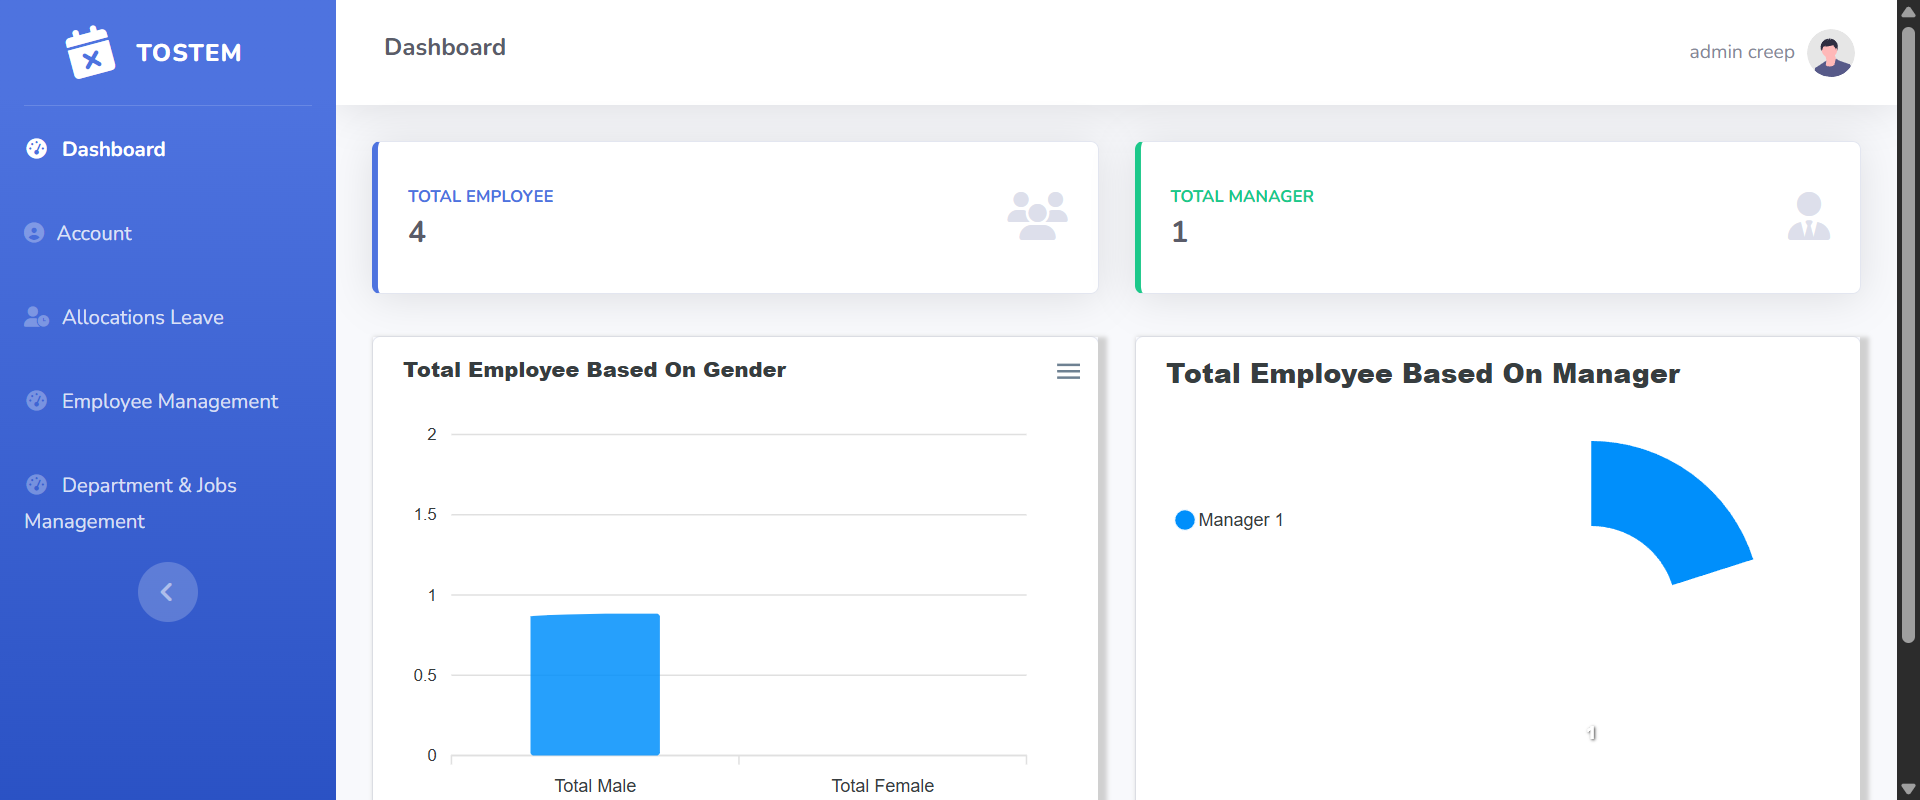 TOSTEM
Dashboard
Account
Allocations Leave
Employee Management
Department & Jobs
Management
Dashboard
admin creep
TOTAL EMPLOYEE
4
TOTAL MANAGER
1
Total Employee Based On Gender
2
1.5
1
0.5
0
Total Male
Total Female
Total Employee Based On Manager
Manager 1
1